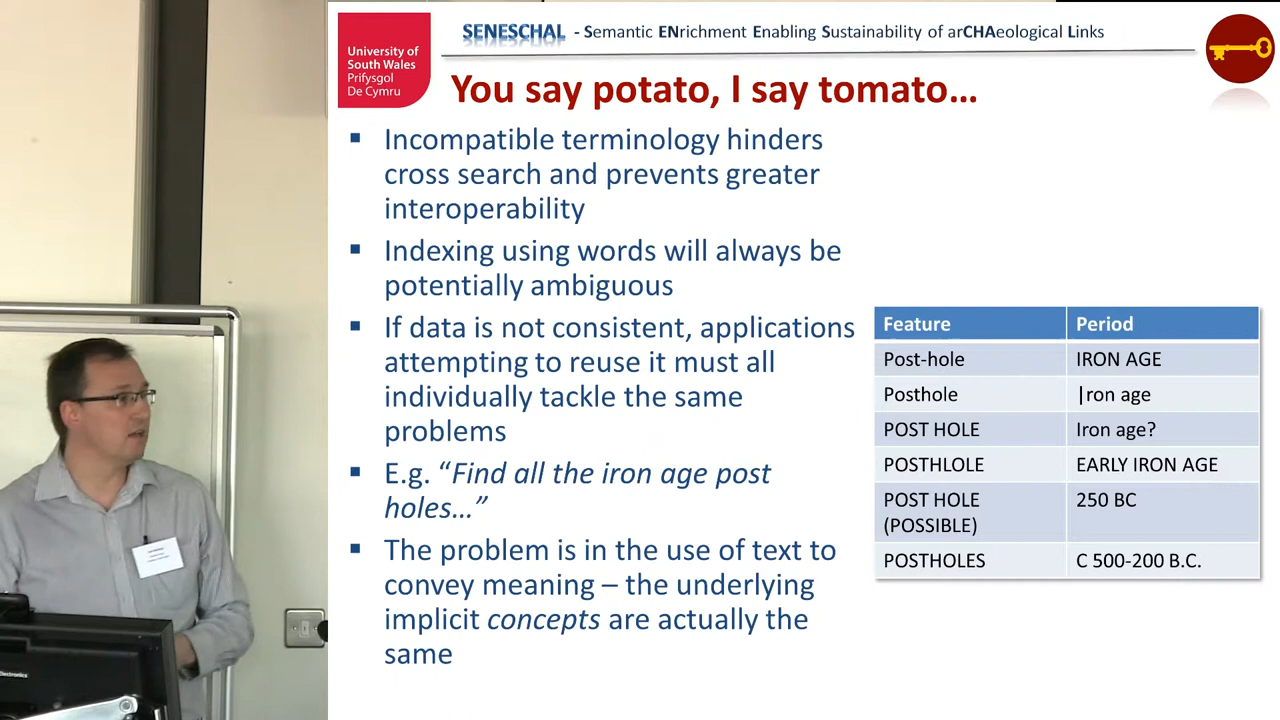 University of
South Wales
Prifysgol
De Cymru
SENESCHAL - Semantic ENrichment Enabling Sustainability of arCHAeological Links
You say potato, I say tomato…
▪ Incompatible terminology hinders
cross search and prevents greater
interoperability
▪ Indexing using words will always be
potentially ambiguous
▪ If data is not consistent, applications
attempting to reuse it must all
individually tackle the same
problems
▪ E.g. “Find all the iron age post
holes…”
▪ The problem is in the use of text to
convey meaning – the underlying
implicit concepts are actually the
same
Feature Period
Post-hole IRON AGE
Posthole |ron age
POST HOLE Iron age?
POSTHLOLE EARLY IRON AGE
POST HOLE 250 BC
(POSSIBLE)
POSTHOLES C 500-200 B.C.